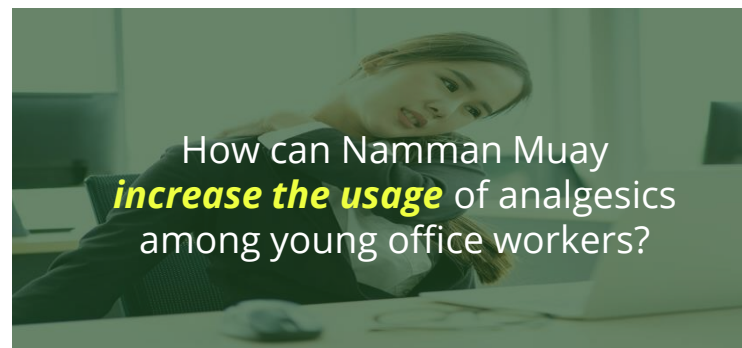 How can Namman Muay
increase the usage of analgesics
among young office workers?